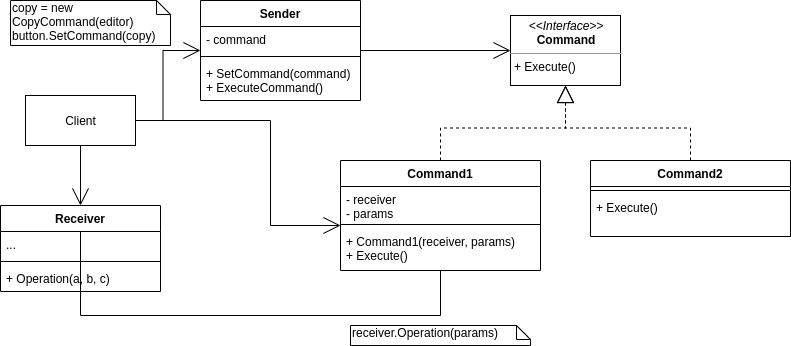 copy = new
CopyCommand(editor)
button.SetCommand(copy)
Sender
- command
+ SetCommand(command)
+ ExecuteCommand()
<<Interface>>
Command
+ Execute()
Client
Receiver
...
+ Operation(a, b, c)
Command1
- receiver
- params
+ Command1(receiver, params)
+ Execute()
Command2
+ Execute()
receiver.Operation(params)